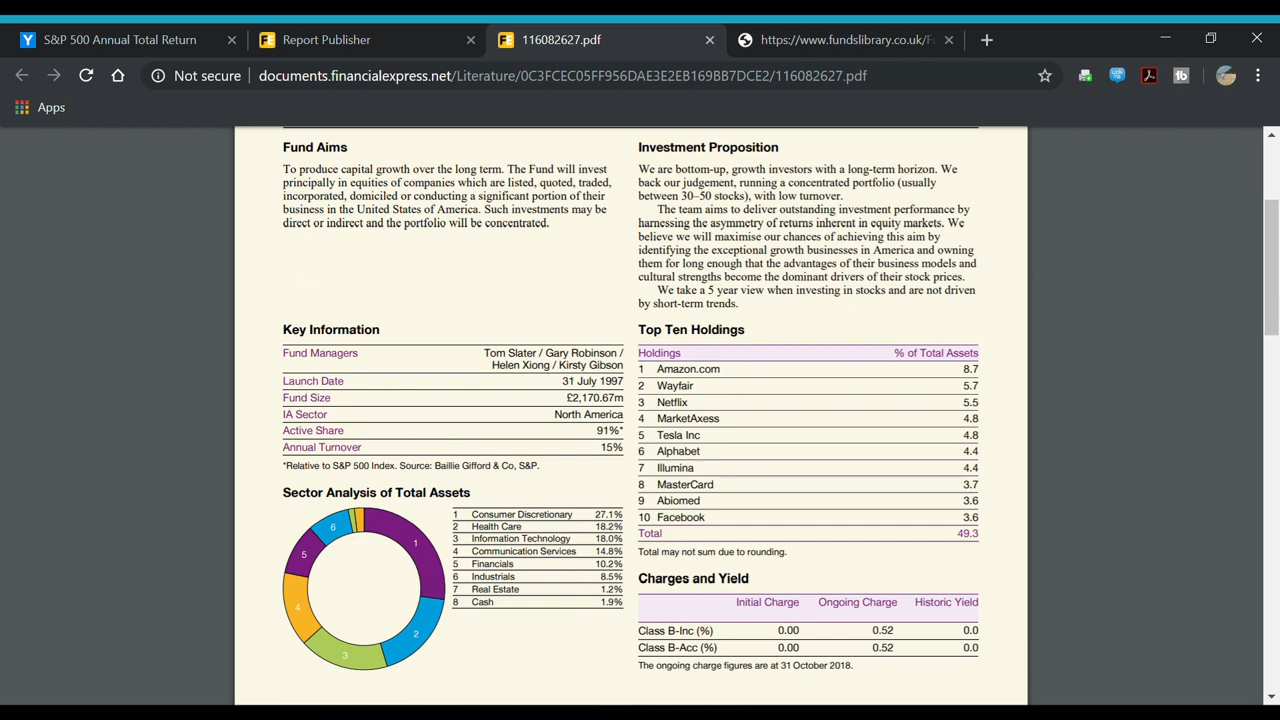 S&P 500 Annual Total Return
Report Publisher
116082627.pdf
https://www.fundslibrary.co.uk/F
Not secure
documents.financialexpress.net/Literature/0C3FCEC05FF956DAE3E2EB169BB7DCE2/116082627.pdf
Apps
Fund Aims
To produce capital growth over the long term. The Fund will invest
principally in equities of companies which are listed, quoted, traded,
incorporated, domiciled or conducting a significant portion of their
business in the United States of America. Such investments may be
direct or indirect and the portfolio will be concentrated.
Investment Proposition
We are bottom-up, growth investors with a long-term horizon. We
back our judgement, running a concentrated portfolio (usually
between 30–50 stocks), with low turnover.
The team aims to deliver outstanding investment performance by
harnessing the asymmetry of returns inherent in equity markets. We
believe we will maximise our chances of achieving this aim by
identifying the exceptional growth businesses in America and owning
them for long enough that the advantages of their business models and
cultural strengths become the dominant drivers of their stock prices.
We take a 5 year view when investing in stocks and are not driven
by short-term trends.
Key Information
Fund Managers Tom Slater / Gary Robinson /
Helen Xiong / Kirsty Gibson
Launch Date 31 July 1997
Fund Size £2,170.67m
IA Sector North America
Active Share 91%*
Annual Turnover 15%
*Relative to S&P 500 Index. Source: Baillie Gifford & Co, S&P.
Sector Analysis of Total Assets
1
2
3
4
5
6
1 Consumer Discretionary 27.1%
2 Health Care 18.2%
3 Information Technology 18.0%
4 Communication Services 14.8%
5 Financials 10.2%
6 Industrials 8.5%
7 Real Estate 1.2%
8 Cash 1.9%
Top Ten Holdings
Holdings % of Total Assets
1 Amazon.com 8.7
2 Wayfair 5.7
3 Netflix 5.5
4 MarketAxess 4.8
5 Tesla Inc 4.8
6 Alphabet 4.4
7 Illumina 4.4
8 MasterCard 3.7
9 Abiomed 3.6
10 Facebook 3.6
Total 49.3
Total may not sum due to rounding.
Charges and Yield
Initial Charge Ongoing Charge Historic Yield
Class B-Inc (%) 0.00 0.52 0.0
Class B-Acc (%) 0.00 0.52 0.0
The ongoing charge figures are at 31 October 2018.